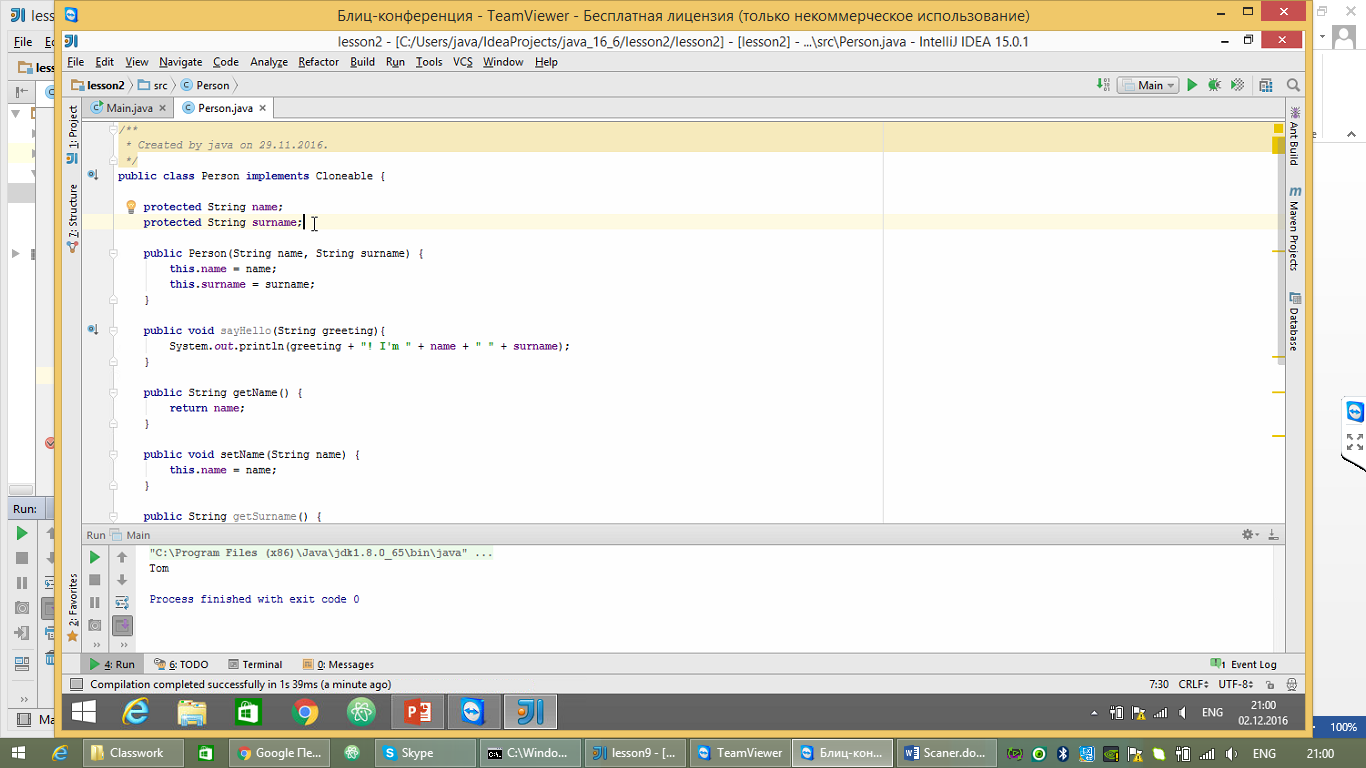 less
Блиц-конференция - TeamViewer - Бесплатная лицензия (только некоммерческое использование)
File
lesson2 - [C:/Users/java/IdeaProjects/java_16_6/lesson2/lesson2] - [lesson2] - ...\src\Person.java - IntelliJ IDEA 15.0.1
File Edit View Navigate Code Analyze Refactor Build Run Tools VCS Window Help
lesson2 src Person
Main
Main.java Person.java
1: Project
7: Structure
2: Favorites
Ant Build
Maven Projects
Database
/**
* Created by java on 29.11.2016.
*/
public class Person implements Cloneable {
protected String name;
protected String surname;
public Person(String name, String surname) {
this.name = name;
this.surname = surname;
}
public void sayHello(String greeting){
System.out.println(greeting + "! I'm " + name + " " + surname);
}
public String getName() {
return name;
}
public void setName(String name) {
this.name = name;
}
public String getSurname() {
Run:
Run Main
"C:\Program Files (x86)\Java\jdk1.8.0_65\bin\java" ...
Tom
Process finished with exit code 0
4: Run 6: TODO Terminal 0: Messages 1 Event Log
Compilation completed successfully in 1s 39ms (a minute ago) 7:30 CRLF UTF-8
ENG 21:00
02.12.2016
100%
Classwork Google Пе... Skype C:\Windo... lesson9 - [... TeamViewer Блиц-кон... Scaner.do... ENG 21:00